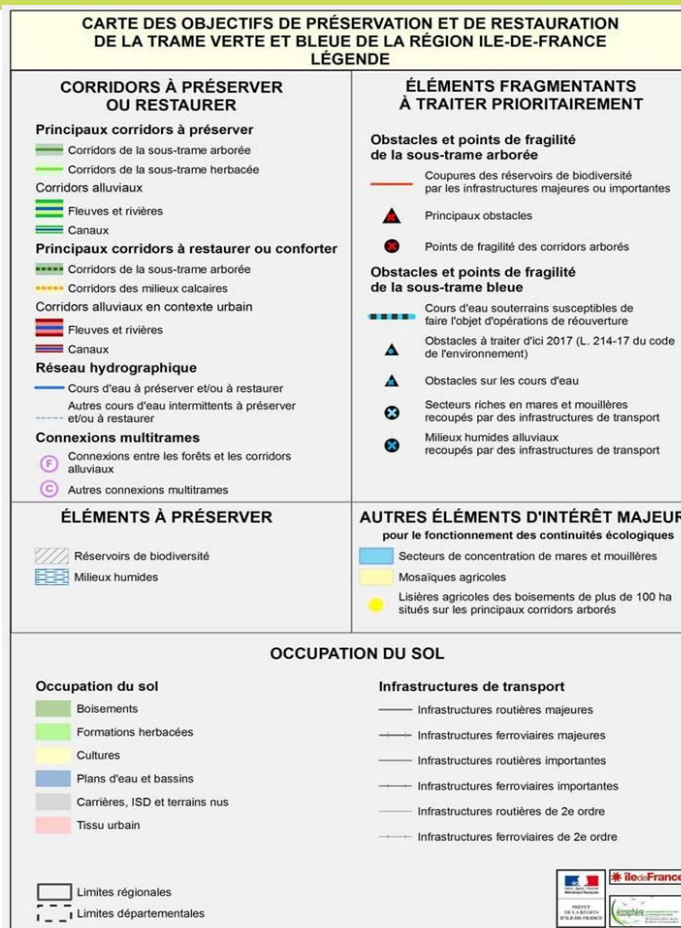 CARTE DES OBJECTIFS DE PRÉSERVATION ET DE RESTAURATION
DE LA TRAME VERTE ET BLEUE DE LA RÉGION ILE-DE-FRANCE
LÉGENDE
CORRIDORS À PRÉSERVER
OU RESTAURER
Principaux corridors à préserver
Corridors de la sous-trame arborée
Corridors de la sous-trame herbacée
Corridors alluviaux
Fleuves et rivières
Canaux
Principaux corridors à restaurer ou conforter
Corridors de la sous-trame arborée
Corridors des milieux calcaires
Corridors alluviaux en contexte urbain
Fleuves et rivières
Canaux
Réseau hydrographique
Cours d'eau à préserver et/ou à restaurer
Autres cours d'eau intermittents à préserver
et/ou à restaurer
Connexions multitrames
F Connexions entre les forêts et les corridors
alluviaux
C Autres connexions multitrames
ÉLÉMENTS FRAGMENTANTS
À TRAITER PRIORITAIREMENT
Obstacles et points de fragilité
de la sous-trame arborée
Coupures des réservoirs de biodiversité
par les infrastructures majeures ou importantes
Principaux obstacles
Points de fragilité des corridors arborés
Obstacles et points de fragilité
de la sous-trame bleue
Cours d'eau souterrains susceptibles de
faire l'objet d'opérations de réouverture
Obstacles à traiter d'ici 2017 (L. 214-17 du code
de l'environnement)
Obstacles sur les cours d'eau
Secteurs riches en mares et mouillères
recoupés par des infrastructures de transport
Milieux humides alluviaux
recoupés par des infrastructures de transport
ÉLÉMENTS À PRÉSERVER
Réservoirs de biodiversité
Milieux humides
AUTRES ÉLÉMENTS D'INTÉRÊT MAJEUR
pour le fonctionnement des continuités écologiques
Secteurs de concentration de mares et mouillères
Mosaïques agricoles
Lisières agricoles des boisements de plus de 100 ha
situés sur les principaux corridors arborés
OCCUPATION DU SOL
Occupation du sol
Boisements
Formations herbacées
Cultures
Plans d'eau et bassins
Carrières, ISD et terrains nus
Tissu urbain
Limites régionales
Limites départementales
Infrastructures de transport
Infrastructures routières majeures
Infrastructures ferroviaires majeures
Infrastructures routières importantes
Infrastructures ferroviaires importantes
Infrastructures routières de 2e ordre
Infrastructures ferroviaires de 2e ordre
PRÉFET
DE LA RÉGION
D'ILE-DE-FRANCE
îledeFrance
écosphère